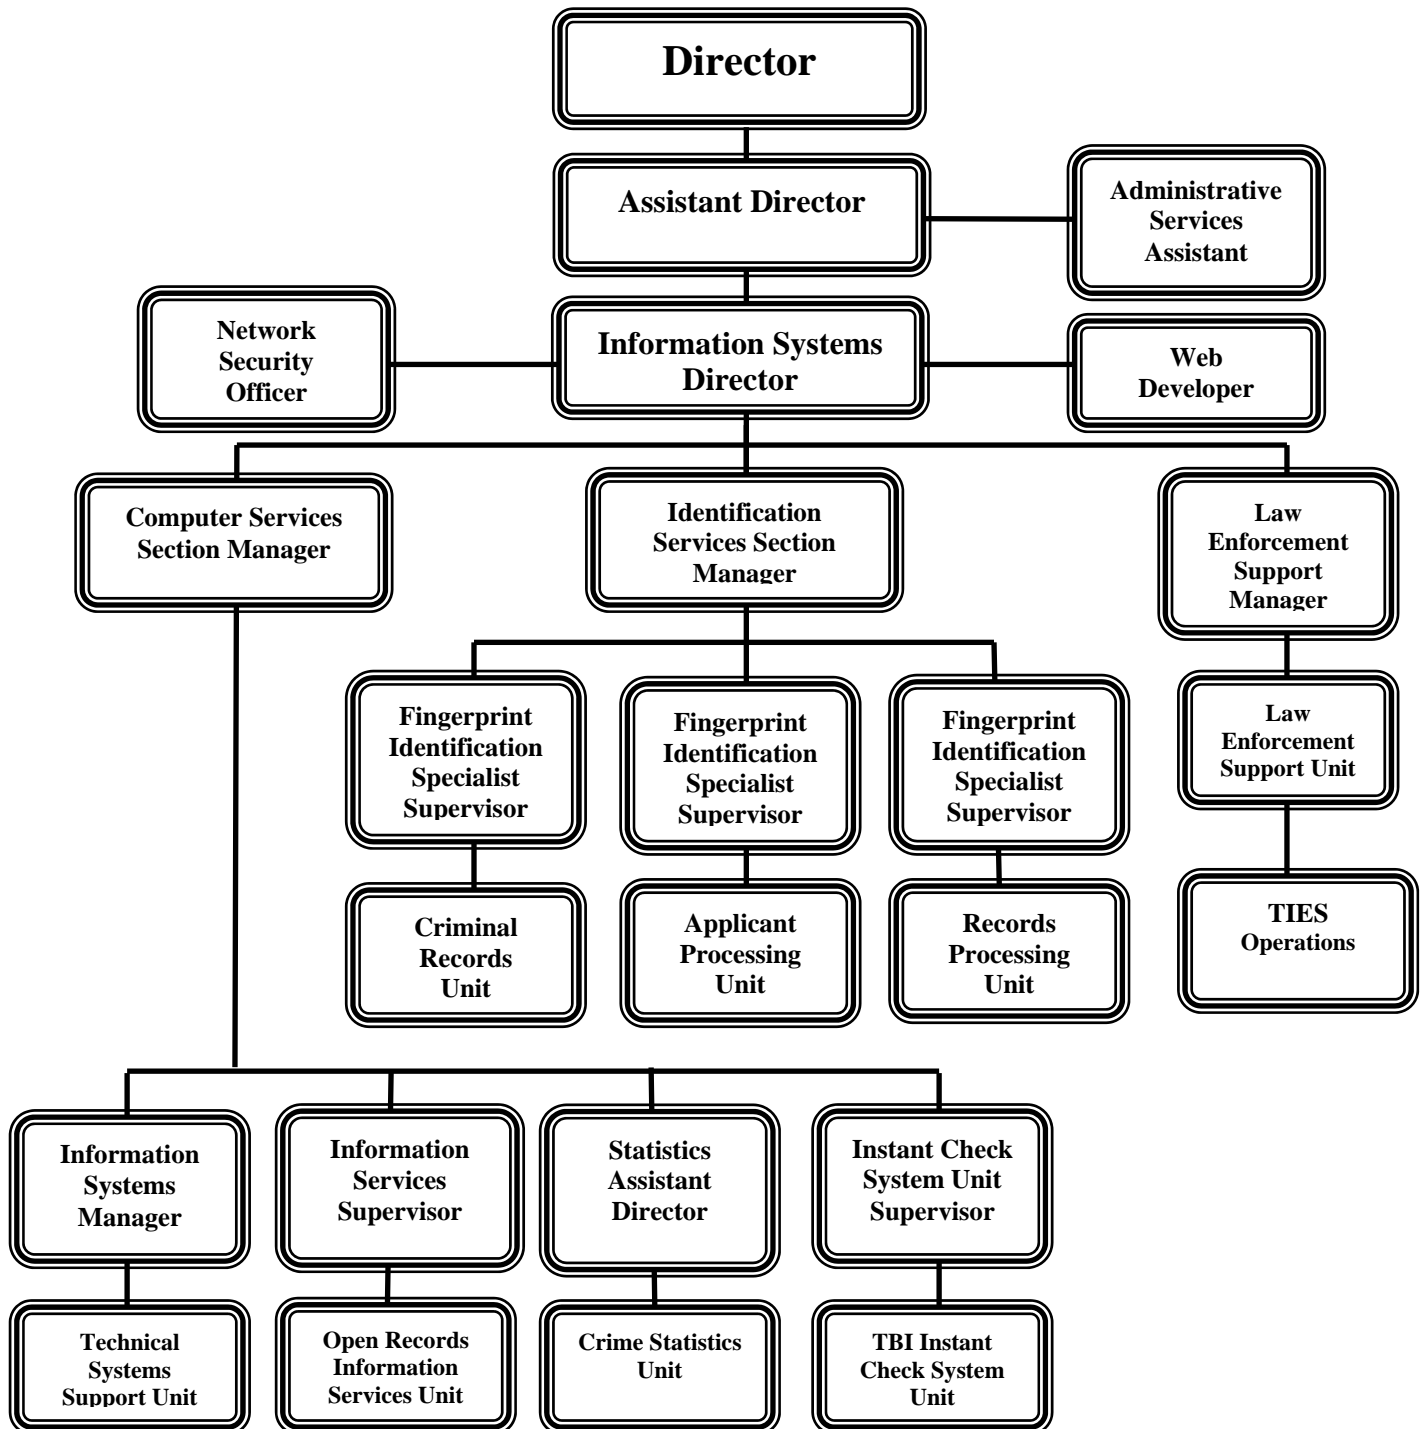 Director
Assistant Director
Administrative
Services
Assistant
Network
Security
Officer
Information Systems
Director
Web
Developer
Computer Services
Section Manager
Identification
Services Section
Manager
Law
Enforcement
Support
Manager
Fingerprint
Identification
Specialist
Supervisor
Fingerprint
Identification
Specialist
Supervisor
Fingerprint
Identification
Specialist
Supervisor
Law
Enforcement
Support Unit
Criminal
Records
Unit
Applicant
Processing
Unit
Records
Processing
Unit
TIES
Operations
Information
Systems
Manager
Information
Services
Supervisor
Statistics
Assistant
Director
Instant Check
System Unit
Supervisor
Technical
Systems
Support Unit
Open Records
Information
Services Unit
Crime Statistics
Unit
TBI Instant
Check System
Unit